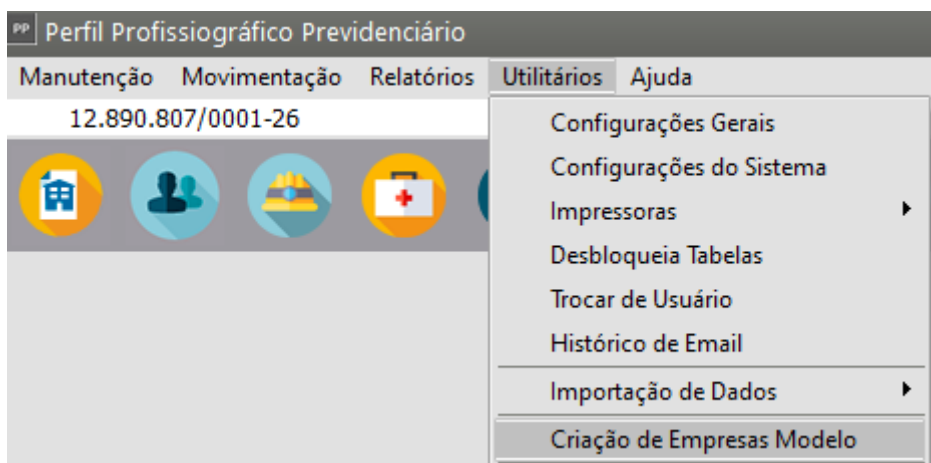 PP Perfil Profissiográfico Previdenciário
Manutenção Movimentação Relatórios Utilitários Ajuda
12.890.807/0001-26
Configurações Gerais
Configurações do Sistema
Impressoras
Desbloqueia Tabelas
Trocar de Usuário
Histórico de Email
Importação de Dados
Criação de Empresas Modelo